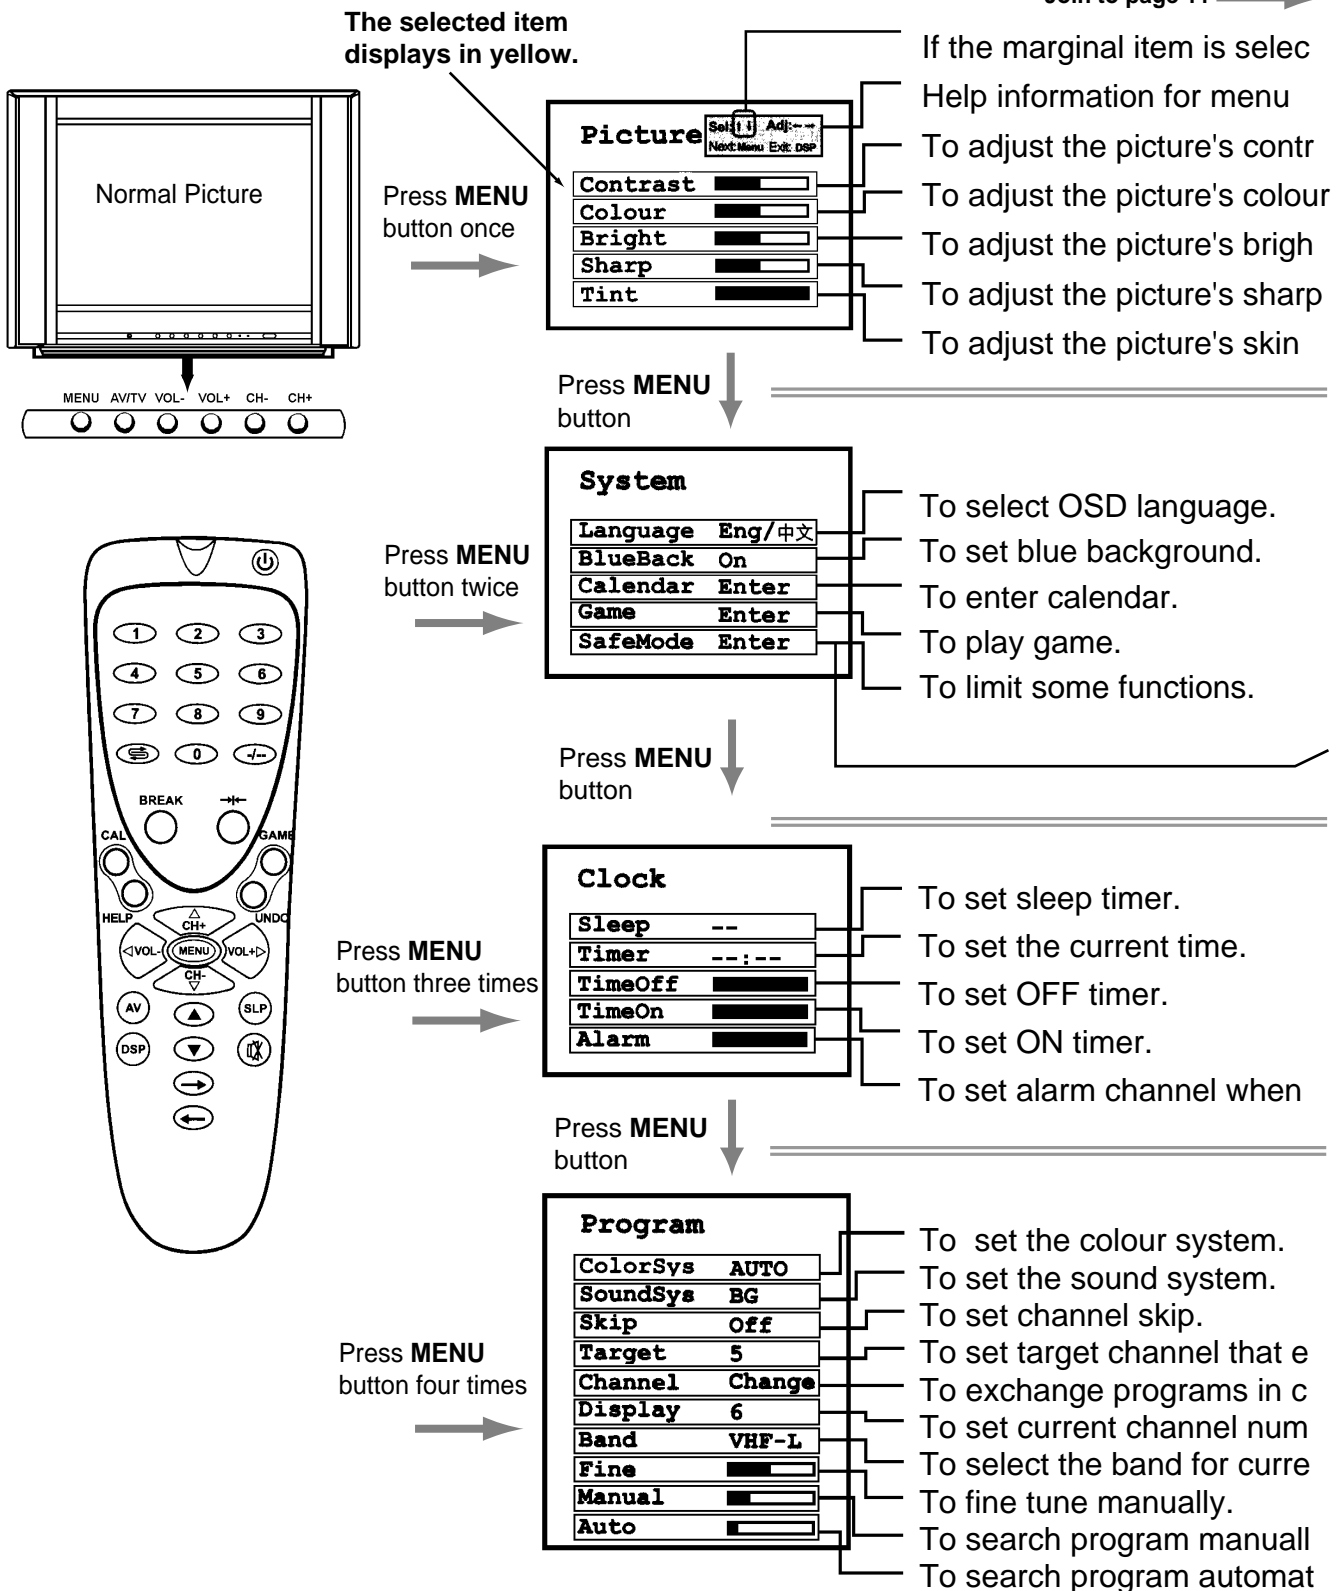 Join to page 11
The selected item
displays in yellow.
If the marginal item is selec
Help information for menu
To adjust the picture's contr
To adjust the picture's colour
To adjust the picture's brigh
To adjust the picture's sharp
To adjust the picture's skin
Normal Picture
Press MENU
button once
Picture
Sel:↑↓ Adj:←→
Next:Menu Exit: DSP
Contrast
Colour
Bright
Sharp
Tint
MENU AV/TV VOL- VOL+ CH- CH+
Press MENU
button
System
Language Eng/中文
BlueBack On
Calendar Enter
Game Enter
SafeMode Enter
To select OSD language.
To set blue background.
To enter calendar.
To play game.
To limit some functions.
Press MENU
button twice
1 2 3
4 5 6
7 8 9
0 -/--
BREAK
CAL GAME
HELP UNDO
CH+
VOL- MENU VOL+
CH-
AV SLP
DSP
Press MENU
button
Clock
Sleep --
Timer --:--
TimeOff
TimeOn
Alarm
To set sleep timer.
To set the current time.
To set OFF timer.
To set ON timer.
To set alarm channel when
Press MENU
button three times
Press MENU
button
Program
ColorSys AUTO
SoundSys BG
Skip Off
Target 5
Channel Change
Display 6
Band VHF-L
Fine
Manual
Auto
To set the colour system.
To set the sound system.
To set channel skip.
To set target channel that e
To exchange programs in c
To set current channel num
To select the band for curre
To fine tune manually.
To search program manuall
To search program automat
Press MENU
button four times